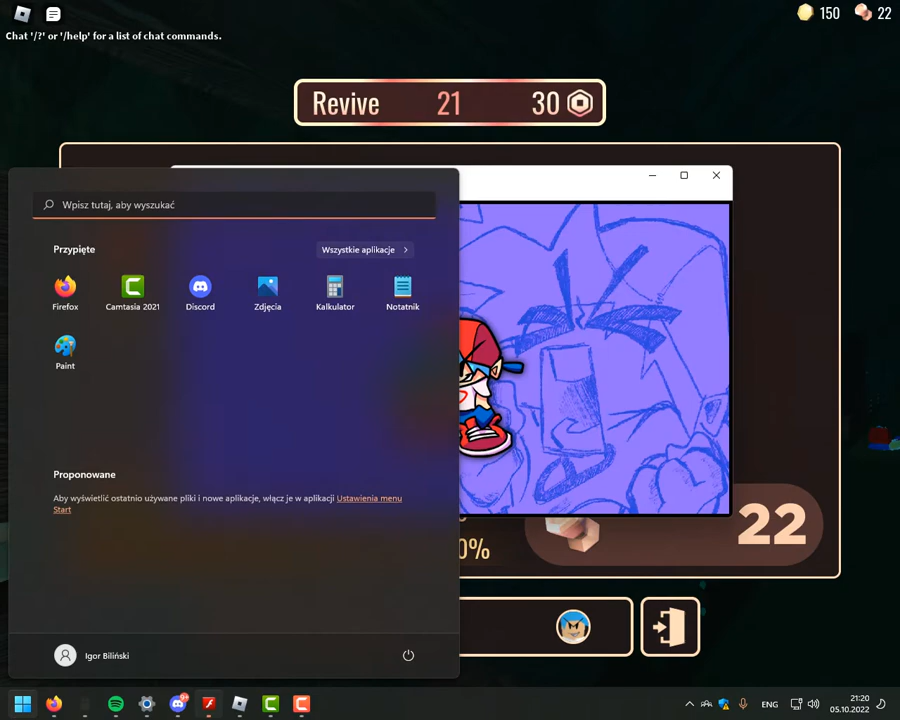 150
22
Chat '/?' or '/help' for a list of chat commands.
Revive 21 30
Wpisz tutaj, aby wyszukać
Przypięte
Wszystkie aplikacje
Firefox
Camtasia 2021
Discord
Zdjęcia
Kalkulator
Notatnik
Paint
Proponowane
Aby wyświetlić ostatnio używane pliki i nowe aplikacje, włącz je w aplikacji Ustawienia menu
Start
0%
22
Igor Biliński
ENG
21:20
05.10.2022